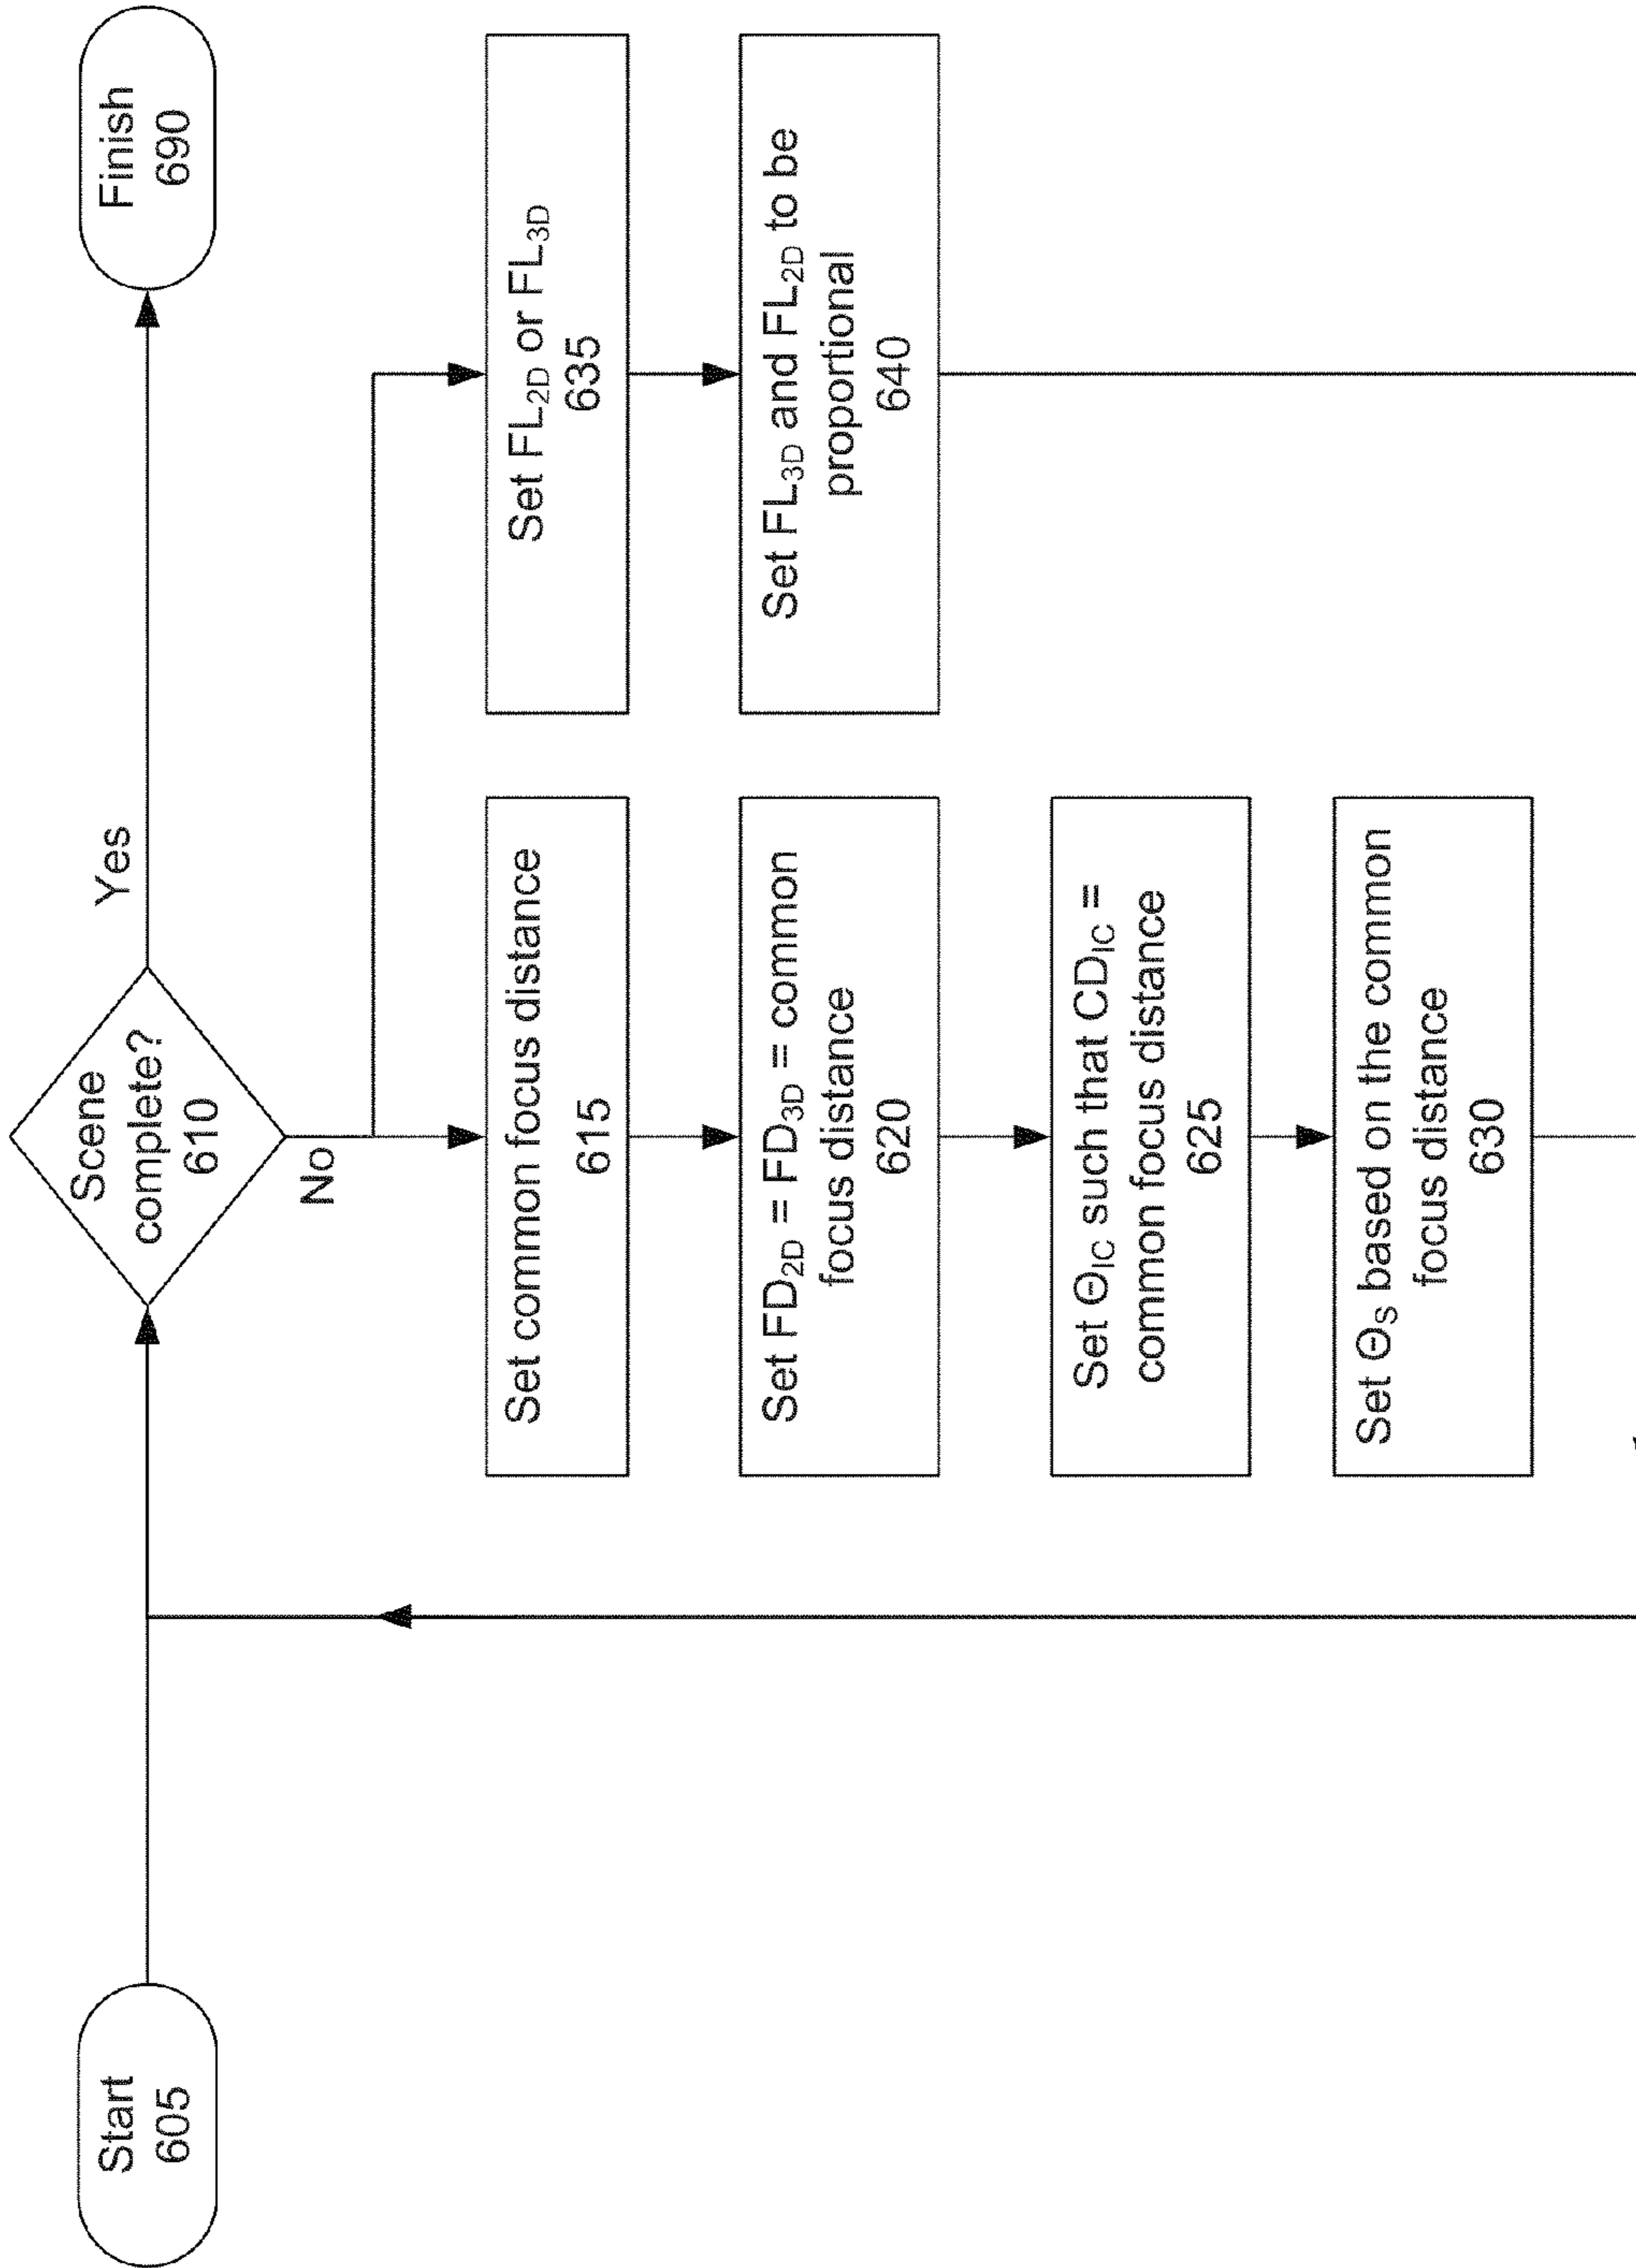 Start
605
Scene
complete?
610
Yes
Finish
690
No
Set common focus distance
615
Set FD2D = FD3D = common
focus distance
620
Set ΘIC such that CDIC =
common focus distance
625
Set ΘS based on the common
focus distance
630
Set FL2D or FL3D
635
Set FL3D and FL2D to be
proportional
640